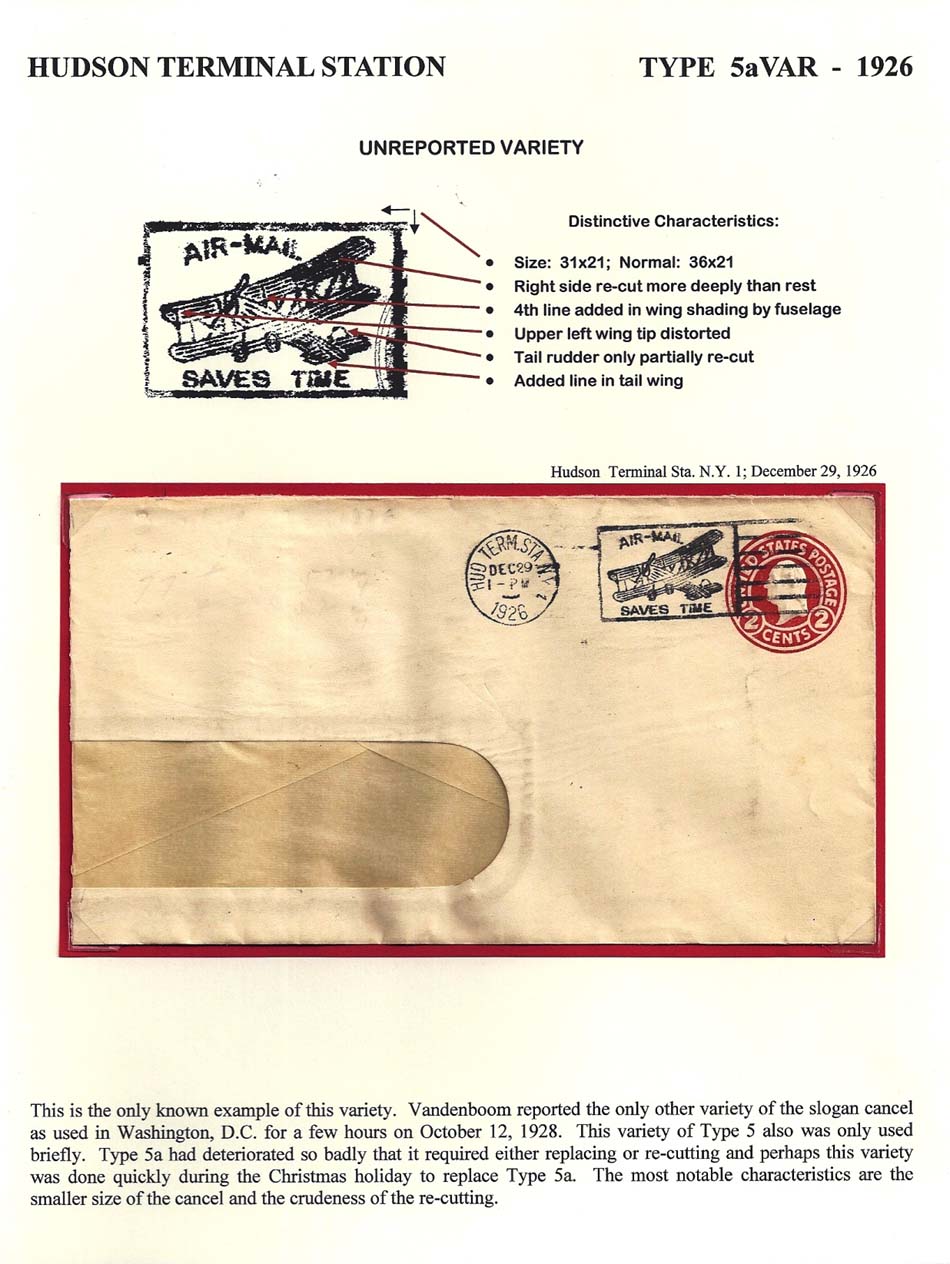 HUDSON TERMINAL STATION TYPE 5aVAR - 1926
UNREPORTED VARIETY
AIR-MAIL
SAVES TIME
Distinctive Characteristics:
• Size: 31x21; Normal: 36x21
• Right side re-cut more deeply than rest
• 4th line added in wing shading by fuselage
• Upper left wing tip distorted
• Tail rudder only partially re-cut
• Added line in tail wing
Hudson Terminal Sta. N.Y. 1; December 29, 1926
HUD TERM.STA. N.Y.
DEC29
1-PM
1926
AIR-MAIL
SAVES TIME
UNITED STATES POSTAGE
2 CENTS 2
This is the only known example of this variety. Vandenboom reported the only other variety of the slogan cancel
as used in Washington, D.C. for a few hours on October 12, 1928. This variety of Type 5 also was only used
briefly. Type 5a had deteriorated so badly that it required either replacing or re-cutting and perhaps this variety
was done quickly during the Christmas holiday to replace Type 5a. The most notable characteristics are the
smaller size of the cancel and the crudeness of the re-cutting.